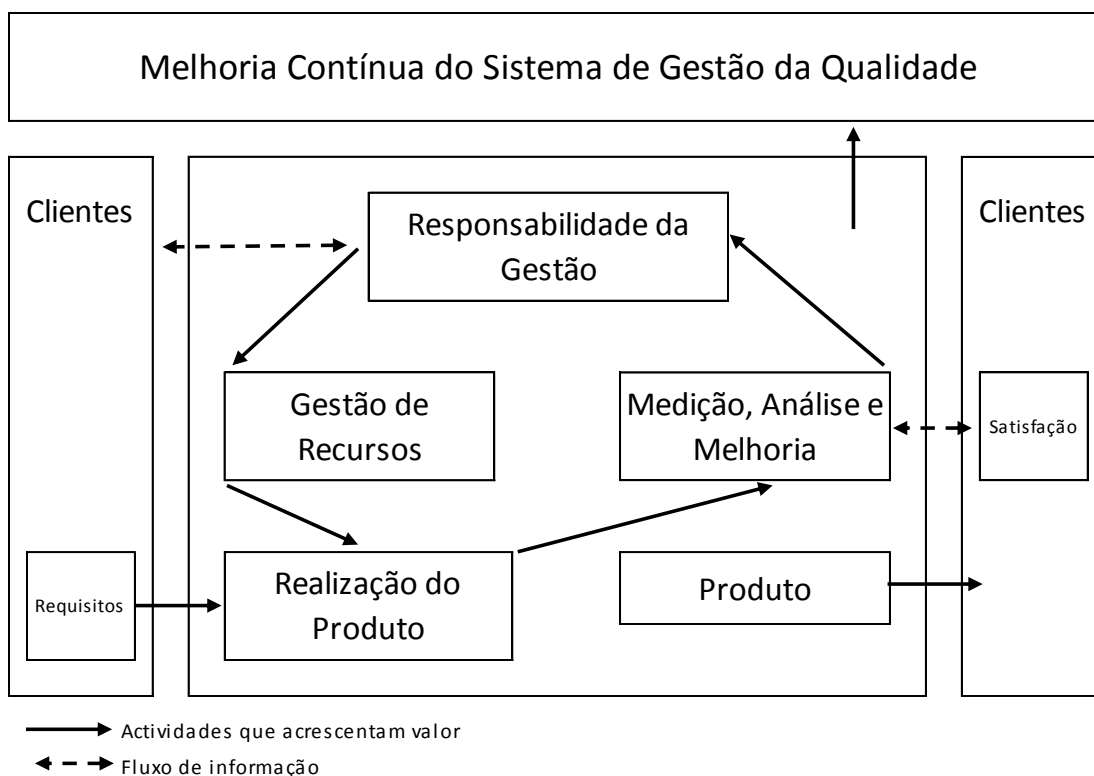 Melhoria Contínua do Sistema de Gestão da Qualidade
Clientes
Responsabilidade da
Gestão
Clientes
Gestão de
Recursos
Medição, Análise e
Melhoria
Satisfação
Requisitos
Realização do
Produto
Produto
Actividades que acrescentam valor
Fluxo de informação